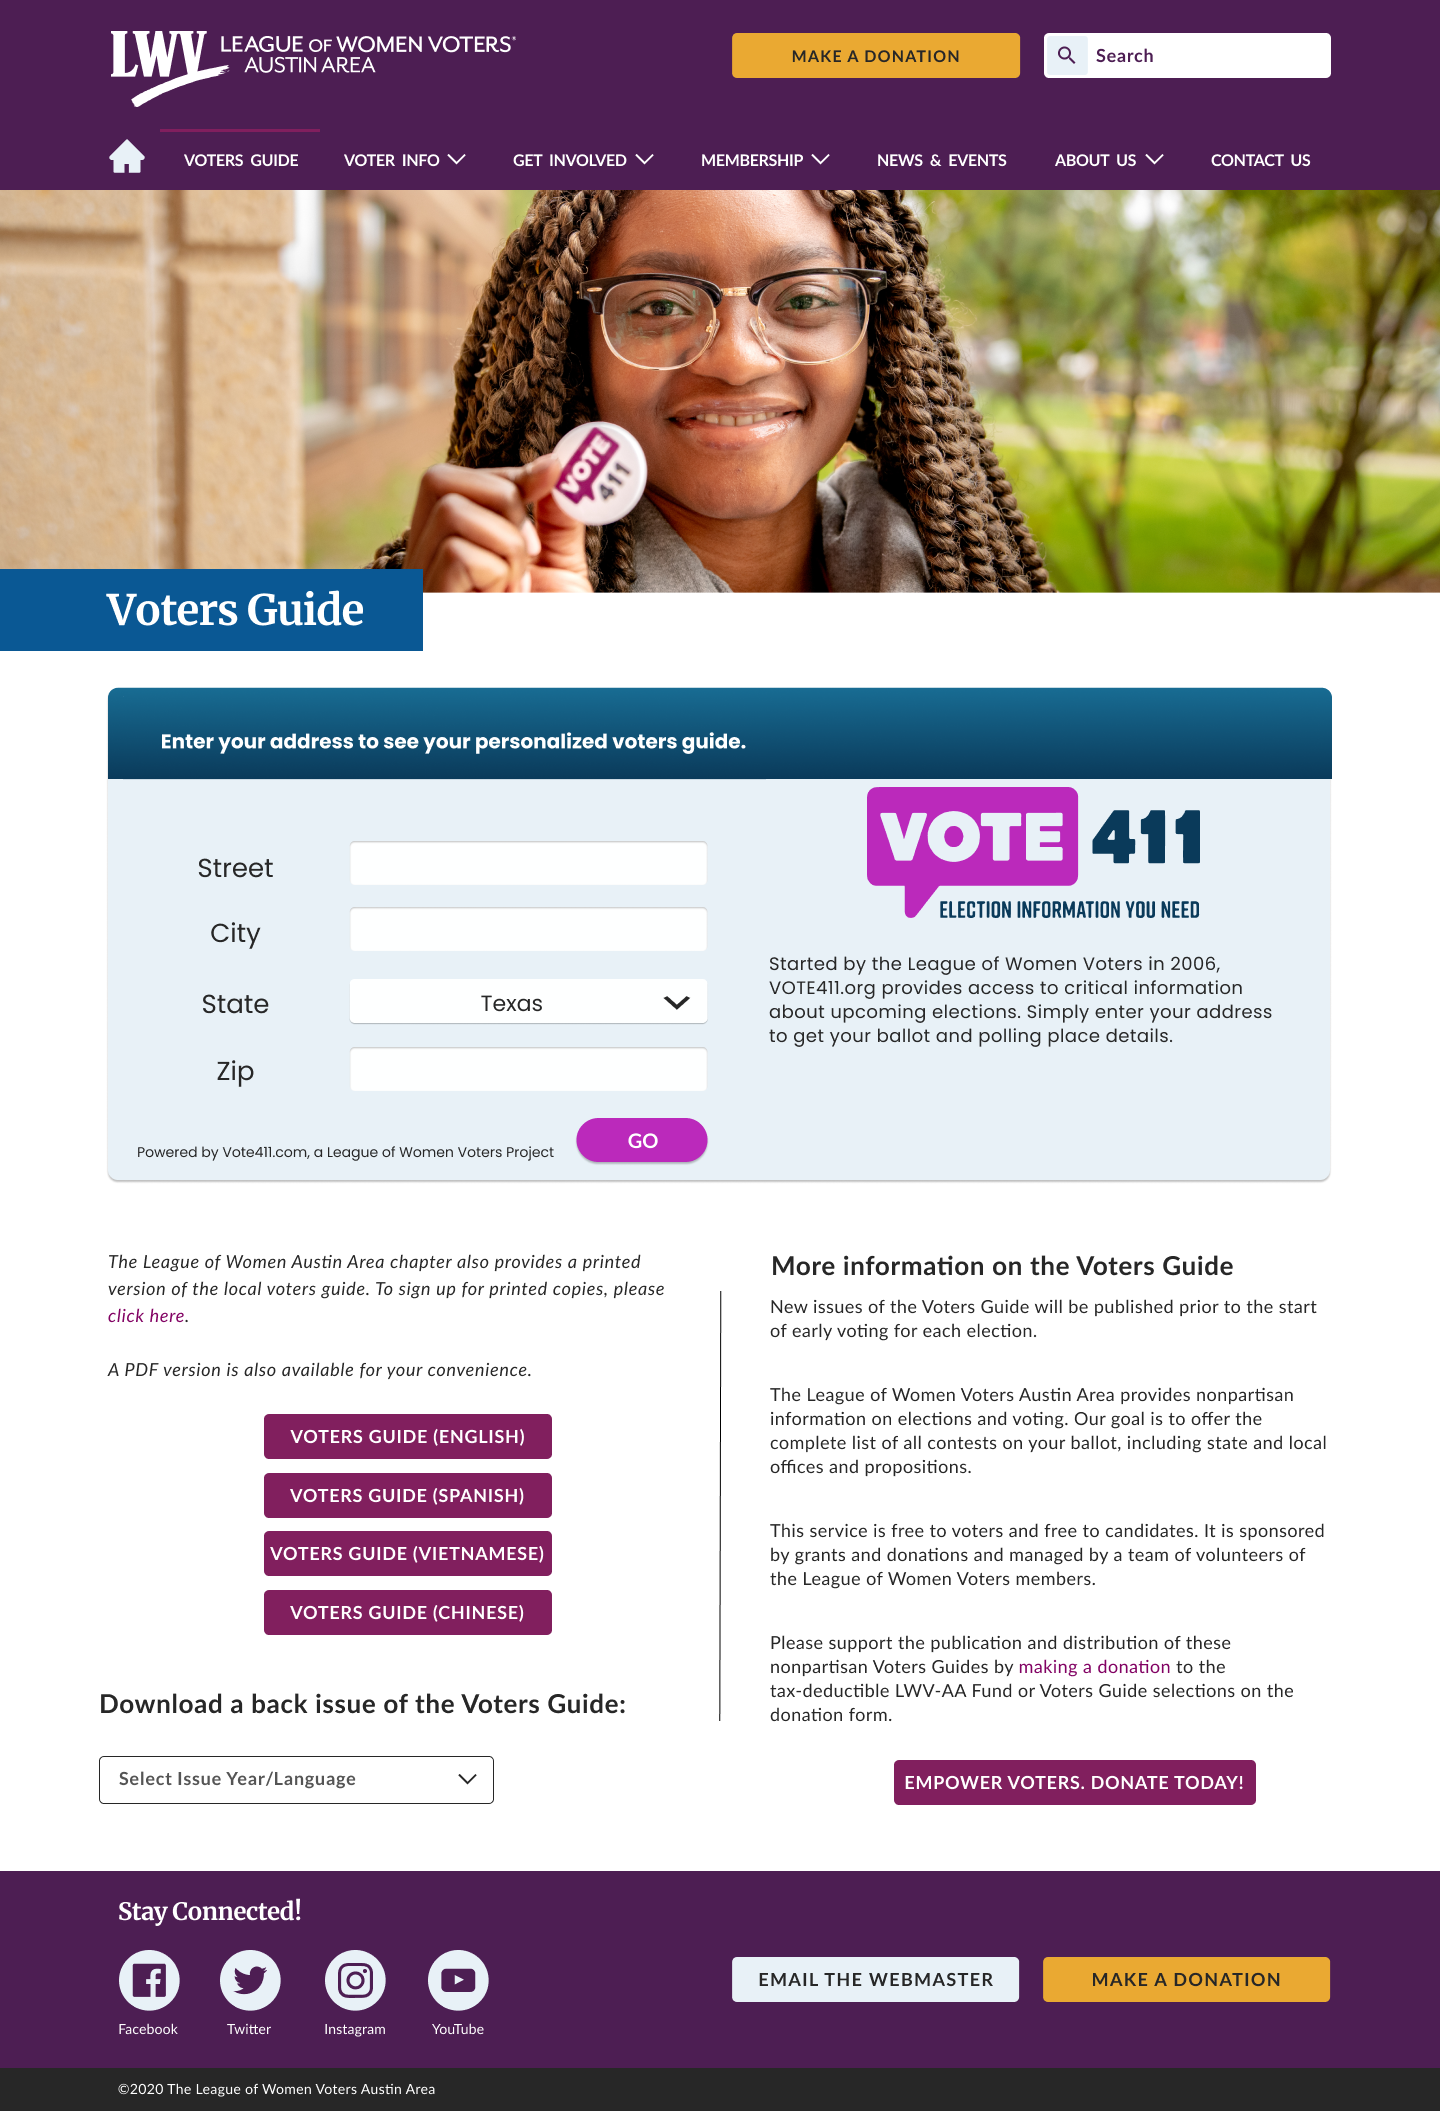 LWV LEAGUE OF WOMEN VOTERS®
AUSTIN AREA
MAKE A DONATION
Search
VOTERS GUIDE
VOTER INFO
GET INVOLVED
MEMBERSHIP
NEWS & EVENTS
ABOUT US
CONTACT US
VOTE
411
Voters Guide
Enter your address to see your personalized voters guide.
Street
City
State
Texas
Zip
Powered by Vote411.com, a League of Women Voters Project
GO
VOTE 411
ELECTION INFORMATION YOU NEED
Started by the League of Women Voters in 2006,
VOTE411.org provides access to critical information
about upcoming elections. Simply enter your address
to get your ballot and polling place details.
The League of Women Austin Area chapter also provides a printed
version of the local voters guide. To sign up for printed copies, please
click here.
A PDF version is also available for your convenience.
VOTERS GUIDE (ENGLISH)
VOTERS GUIDE (SPANISH)
VOTERS GUIDE (VIETNAMESE)
VOTERS GUIDE (CHINESE)
Download a back issue of the Voters Guide:
Select Issue Year/Language
More information on the Voters Guide
New issues of the Voters Guide will be published prior to the start
of early voting for each election.
The League of Women Voters Austin Area provides nonpartisan
information on elections and voting. Our goal is to offer the
complete list of all contests on your ballot, including state and local
offices and propositions.
This service is free to voters and free to candidates. It is sponsored
by grants and donations and managed by a team of volunteers of
the League of Women Voters members.
Please support the publication and distribution of these
nonpartisan Voters Guides by making a donation to the
tax-deductible LWV-AA Fund or Voters Guide selections on the
donation form.
EMPOWER VOTERS. DONATE TODAY!
Stay Connected!
Facebook
Twitter
Instagram
YouTube
EMAIL THE WEBMASTER
MAKE A DONATION
©2020 The League of Women Voters Austin Area